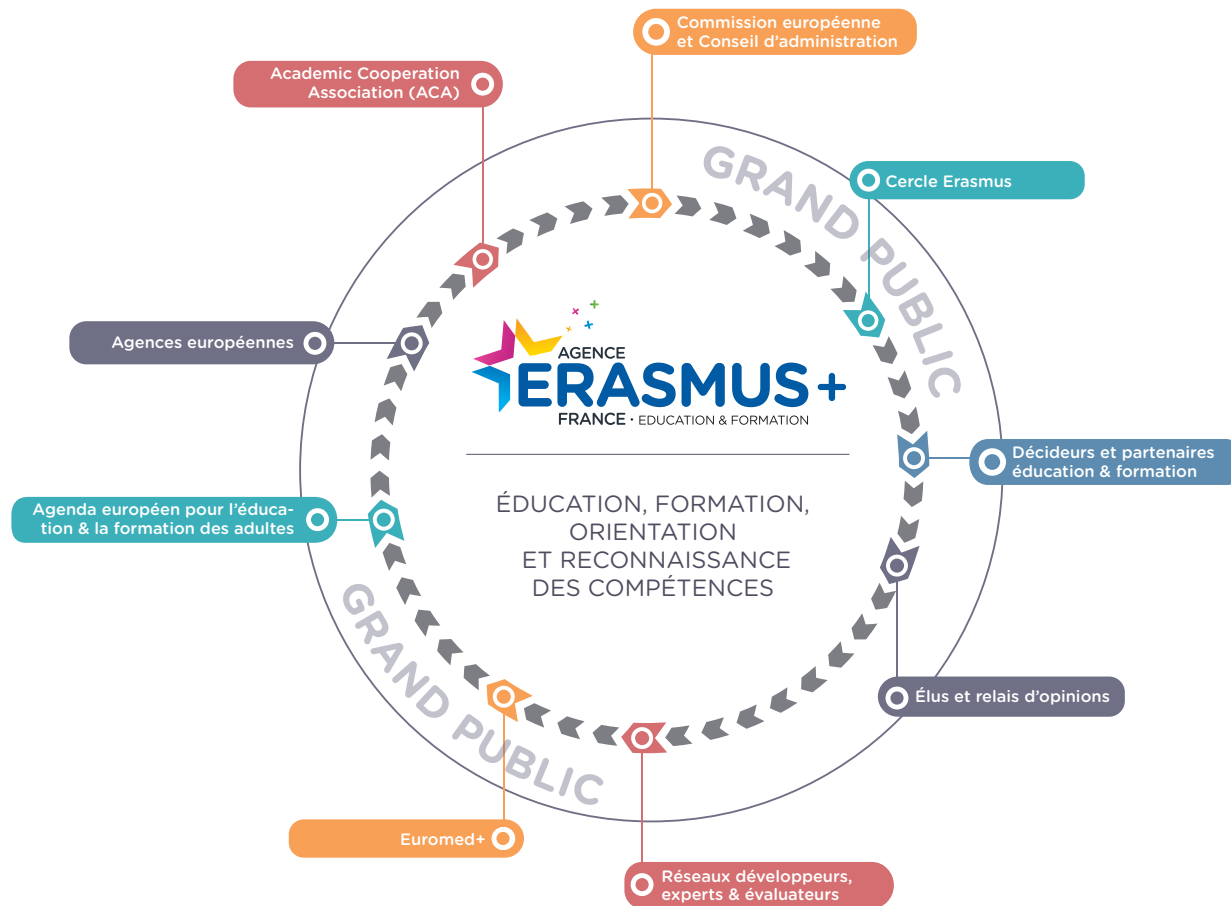 Commission européenne
et Conseil d'administration
Academic Cooperation
Association (ACA)
GRAND PUBLIC
Cercle Erasmus
Agences européennes
AGENCE
ERASMUS+
FRANCE · EDUCATION & FORMATION
Décideurs et partenaires
éducation & formation
ÉDUCATION, FORMATION,
ORIENTATION
ET RECONNAISSANCE
DES COMPÉTENCES
Agenda européen pour l'éduca-
tion & la formation des adultes
GRAND PUBLIC
Élus et relais d'opinions
Euromed+
Réseaux développeurs,
experts & évaluateurs